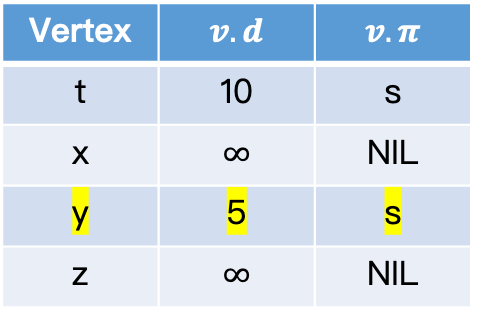 Vertex v.d v.π
t 10 s
x ∞ NIL
y 5 s
z ∞ NIL